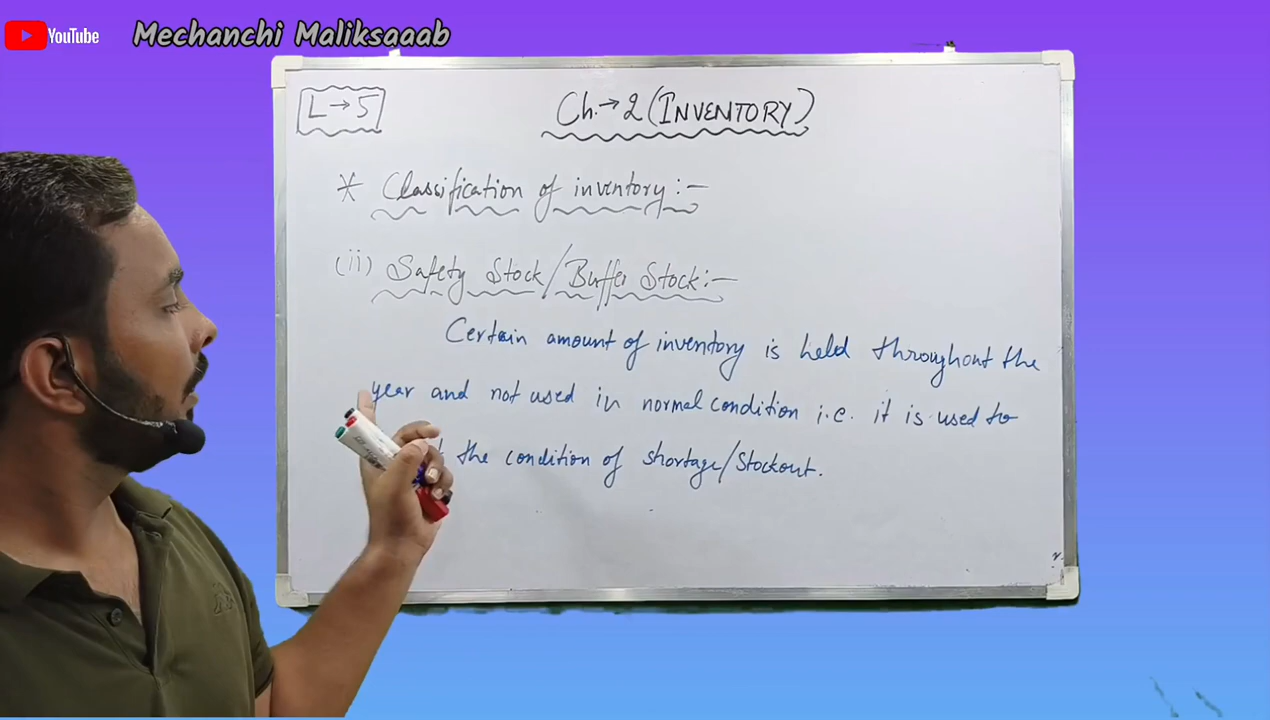 YouTube
Mechanchi Maliksaaab
L→5
Ch.→2 (INVENTORY)
* Classification of inventory:-
(ii) Safety Stock/Buffer Stock:-
Certain amount of inventory is held throughout the
year and not used in normal condition i.e. it is used to
the condition of shortage/stockout.